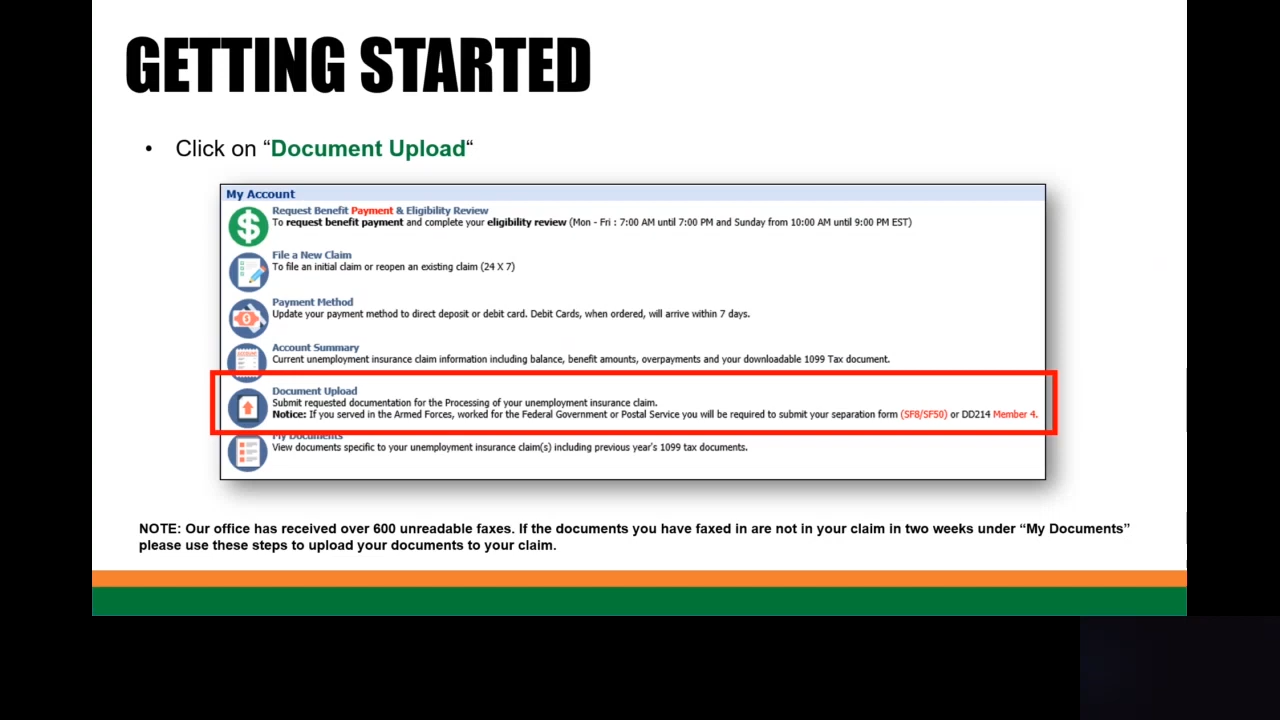 GETTING STARTED
• Click on “Document Upload“
My Account
Request Benefit Payment & Eligibility Review
To request benefit payment and complete your eligibility review (Mon - Fri : 7:00 AM until 7:00 PM and Sunday from 10:00 AM until 9:00 PM EST)
File a New Claim
To file an initial claim or reopen an existing claim (24 X 7)
Payment Method
Update your payment method to direct deposit or debit card. Debit Cards, when ordered, will arrive within 7 days.
Account Summary
Current unemployment insurance claim information including balance, benefit amounts, overpayments and your downloadable 1099 Tax document.
Document Upload
Submit requested documentation for the Processing of your unemployment insurance claim.
Notice: If you served in the Armed Forces, worked for the Federal Government or Postal Service you will be required to submit your separation form (SF8/SF50) or DD214 Member 4.
My Documents
View documents specific to your unemployment insurance claim(s) including previous year's 1099 tax documents.
NOTE: Our office has received over 600 unreadable faxes. If the documents you have faxed in are not in your claim in two weeks under “My Documents”
please use these steps to upload your documents to your claim.